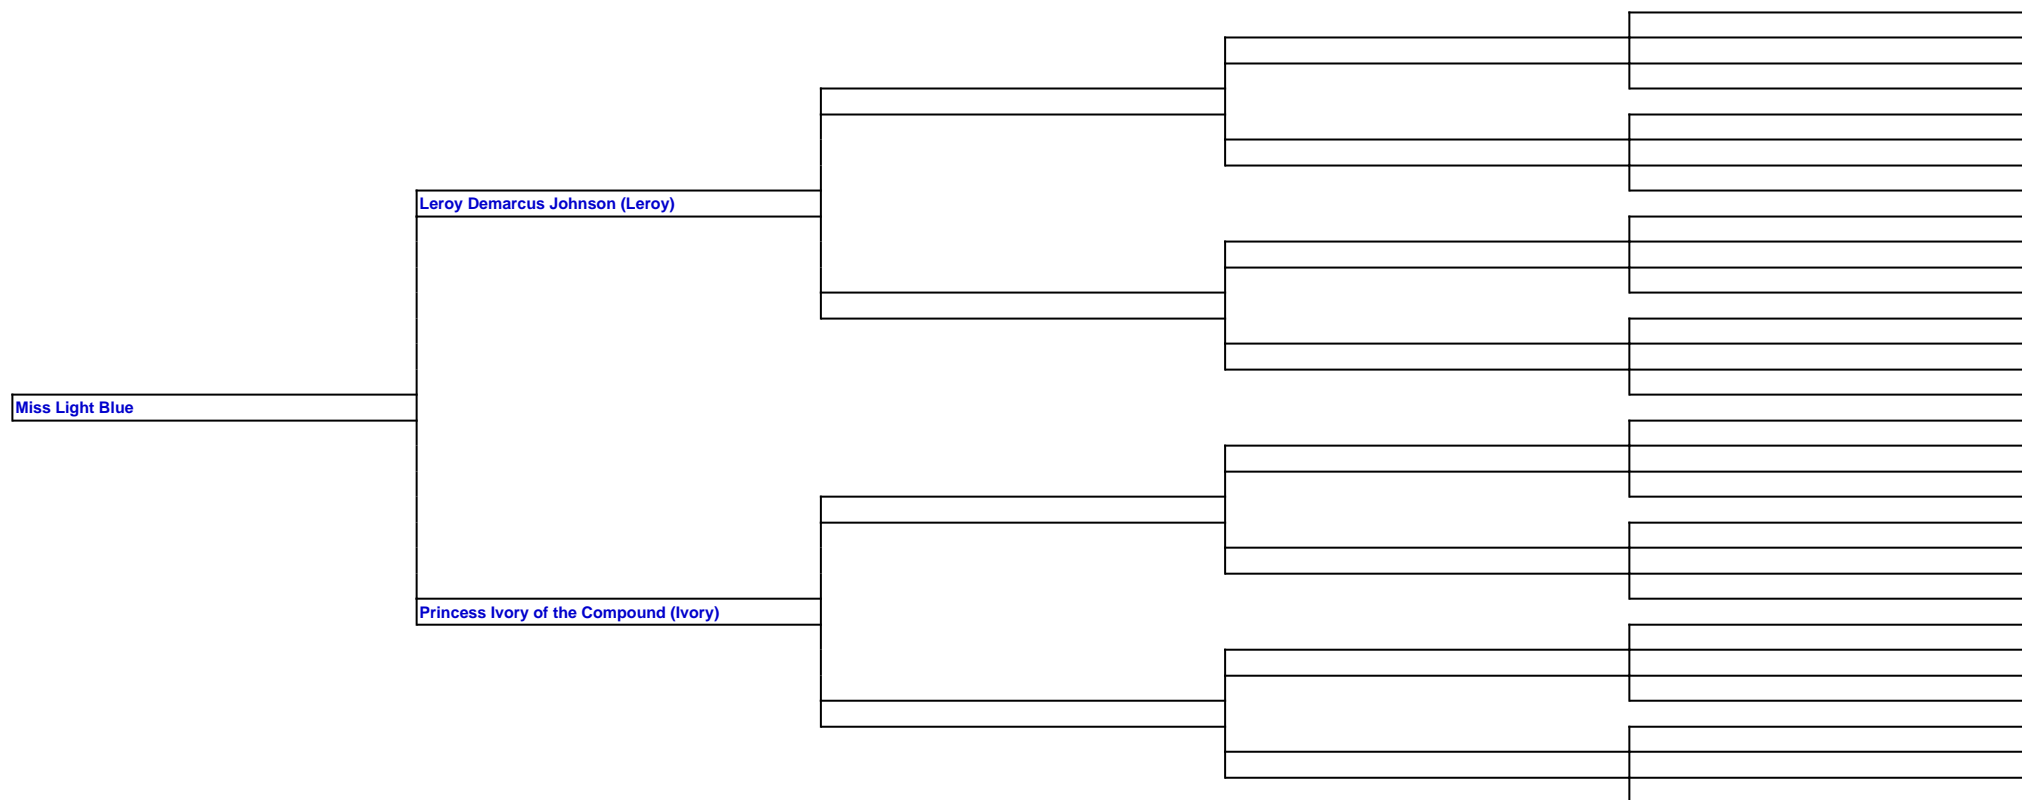 Leroy Demarcus Johnson (Leroy)
Miss Light Blue
Princess Ivory of the Compound (Ivory)